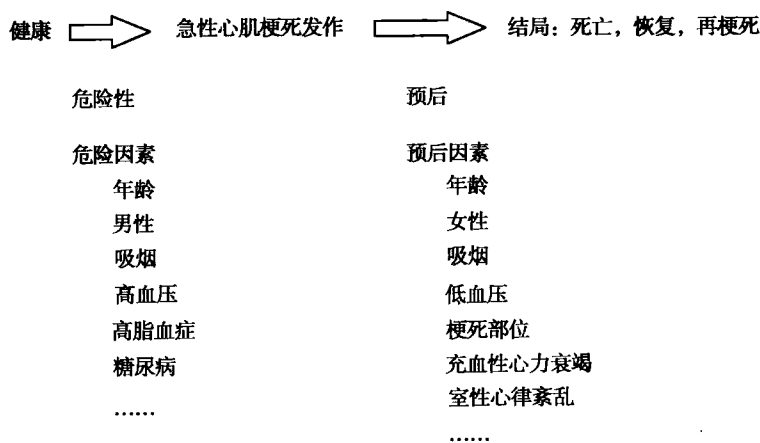 健康 急性心肌梗死发作 结局：死亡，恢复，再梗死
危险性
危险因素
年龄
男性
吸烟
高血压
高脂血症
糖尿病
……
预后
预后因素
年龄
女性
吸烟
低血压
梗死部位
充血性心力衰竭
室性心律紊乱
……